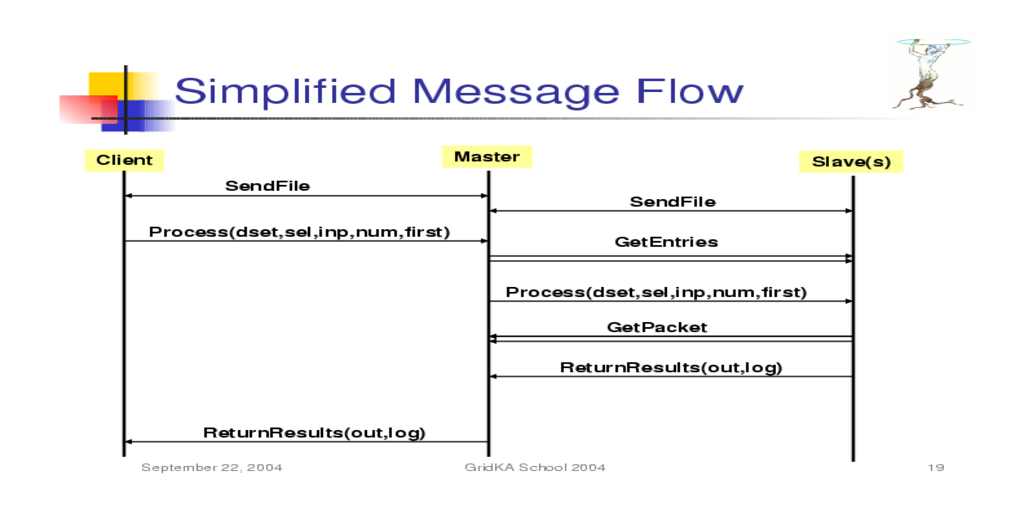 Simplified Message Flow
Client
Master
Slave(s)
SendFile
SendFile
Process(dset,sel,inp,num,first)
GetEntries
Process(dset,sel,inp,num,first)
GetPacket
ReturnResults(out,log)
ReturnResults(out,log)
September 22, 2004
GridKA School 2004
19